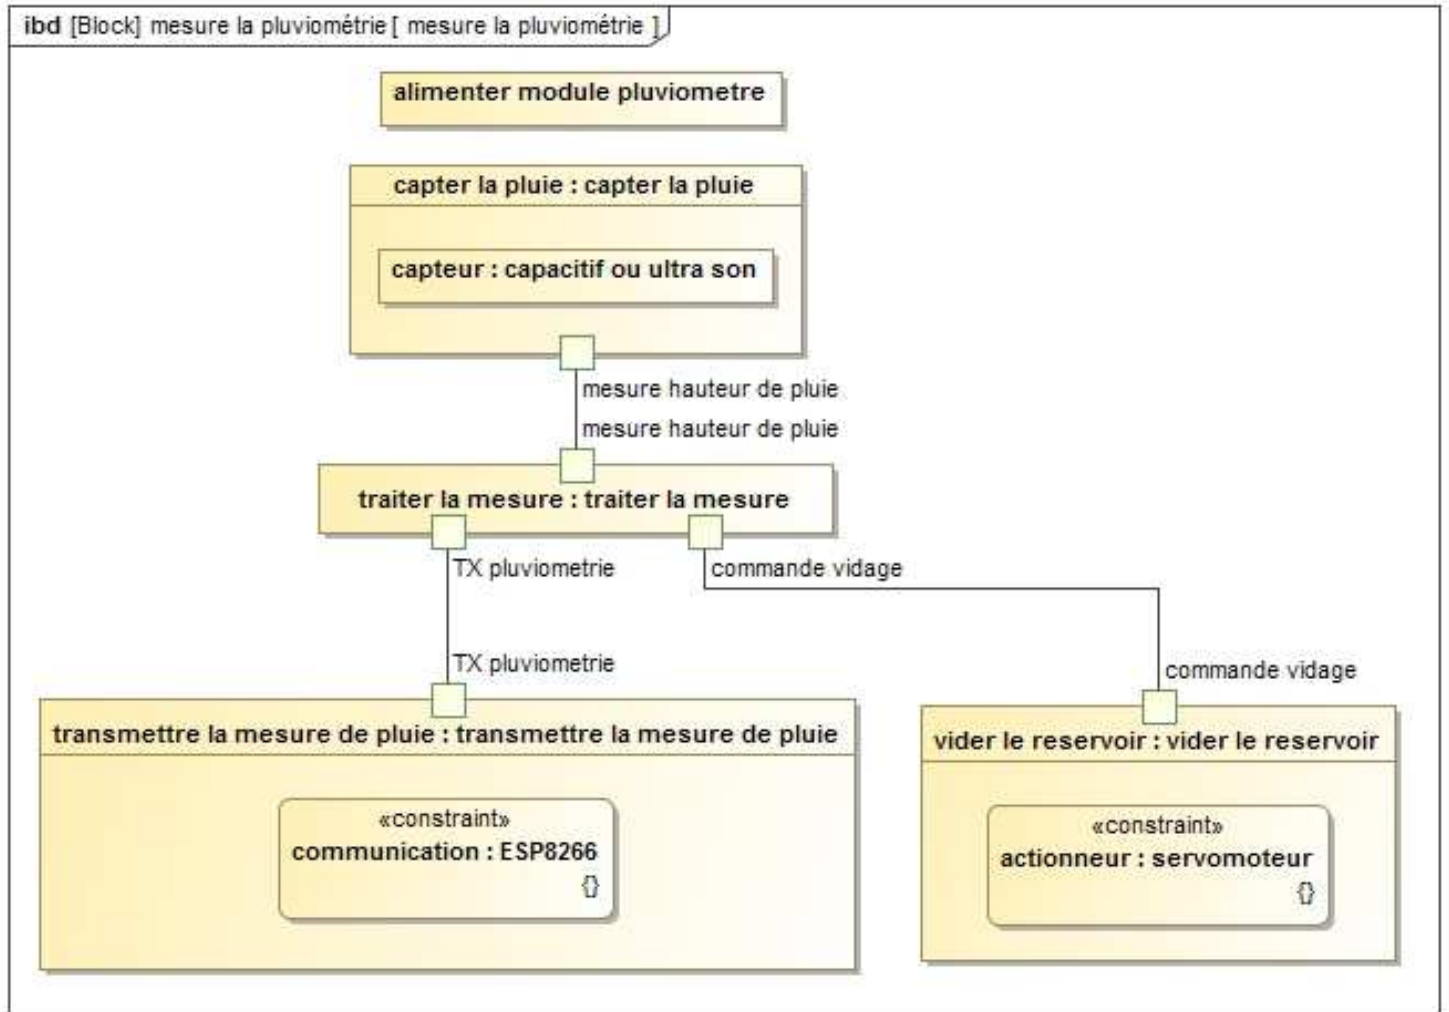 ibd [Block] mesure la pluviométrie [ mesure la pluviométrie ]
alimenter module pluviometre
capter la pluie : capter la pluie
capteur : capacitif ou ultra son
mesure hauteur de pluie
mesure hauteur de pluie
traiter la mesure : traiter la mesure
TX pluviometrie
commande vidage
TX pluviometrie
commande vidage
transmettre la mesure de pluie : transmettre la mesure de pluie
«constraint»
communication : ESP8266
{}
vider le reservoir : vider le reservoir
«constraint»
actionneur : servomoteur
{}